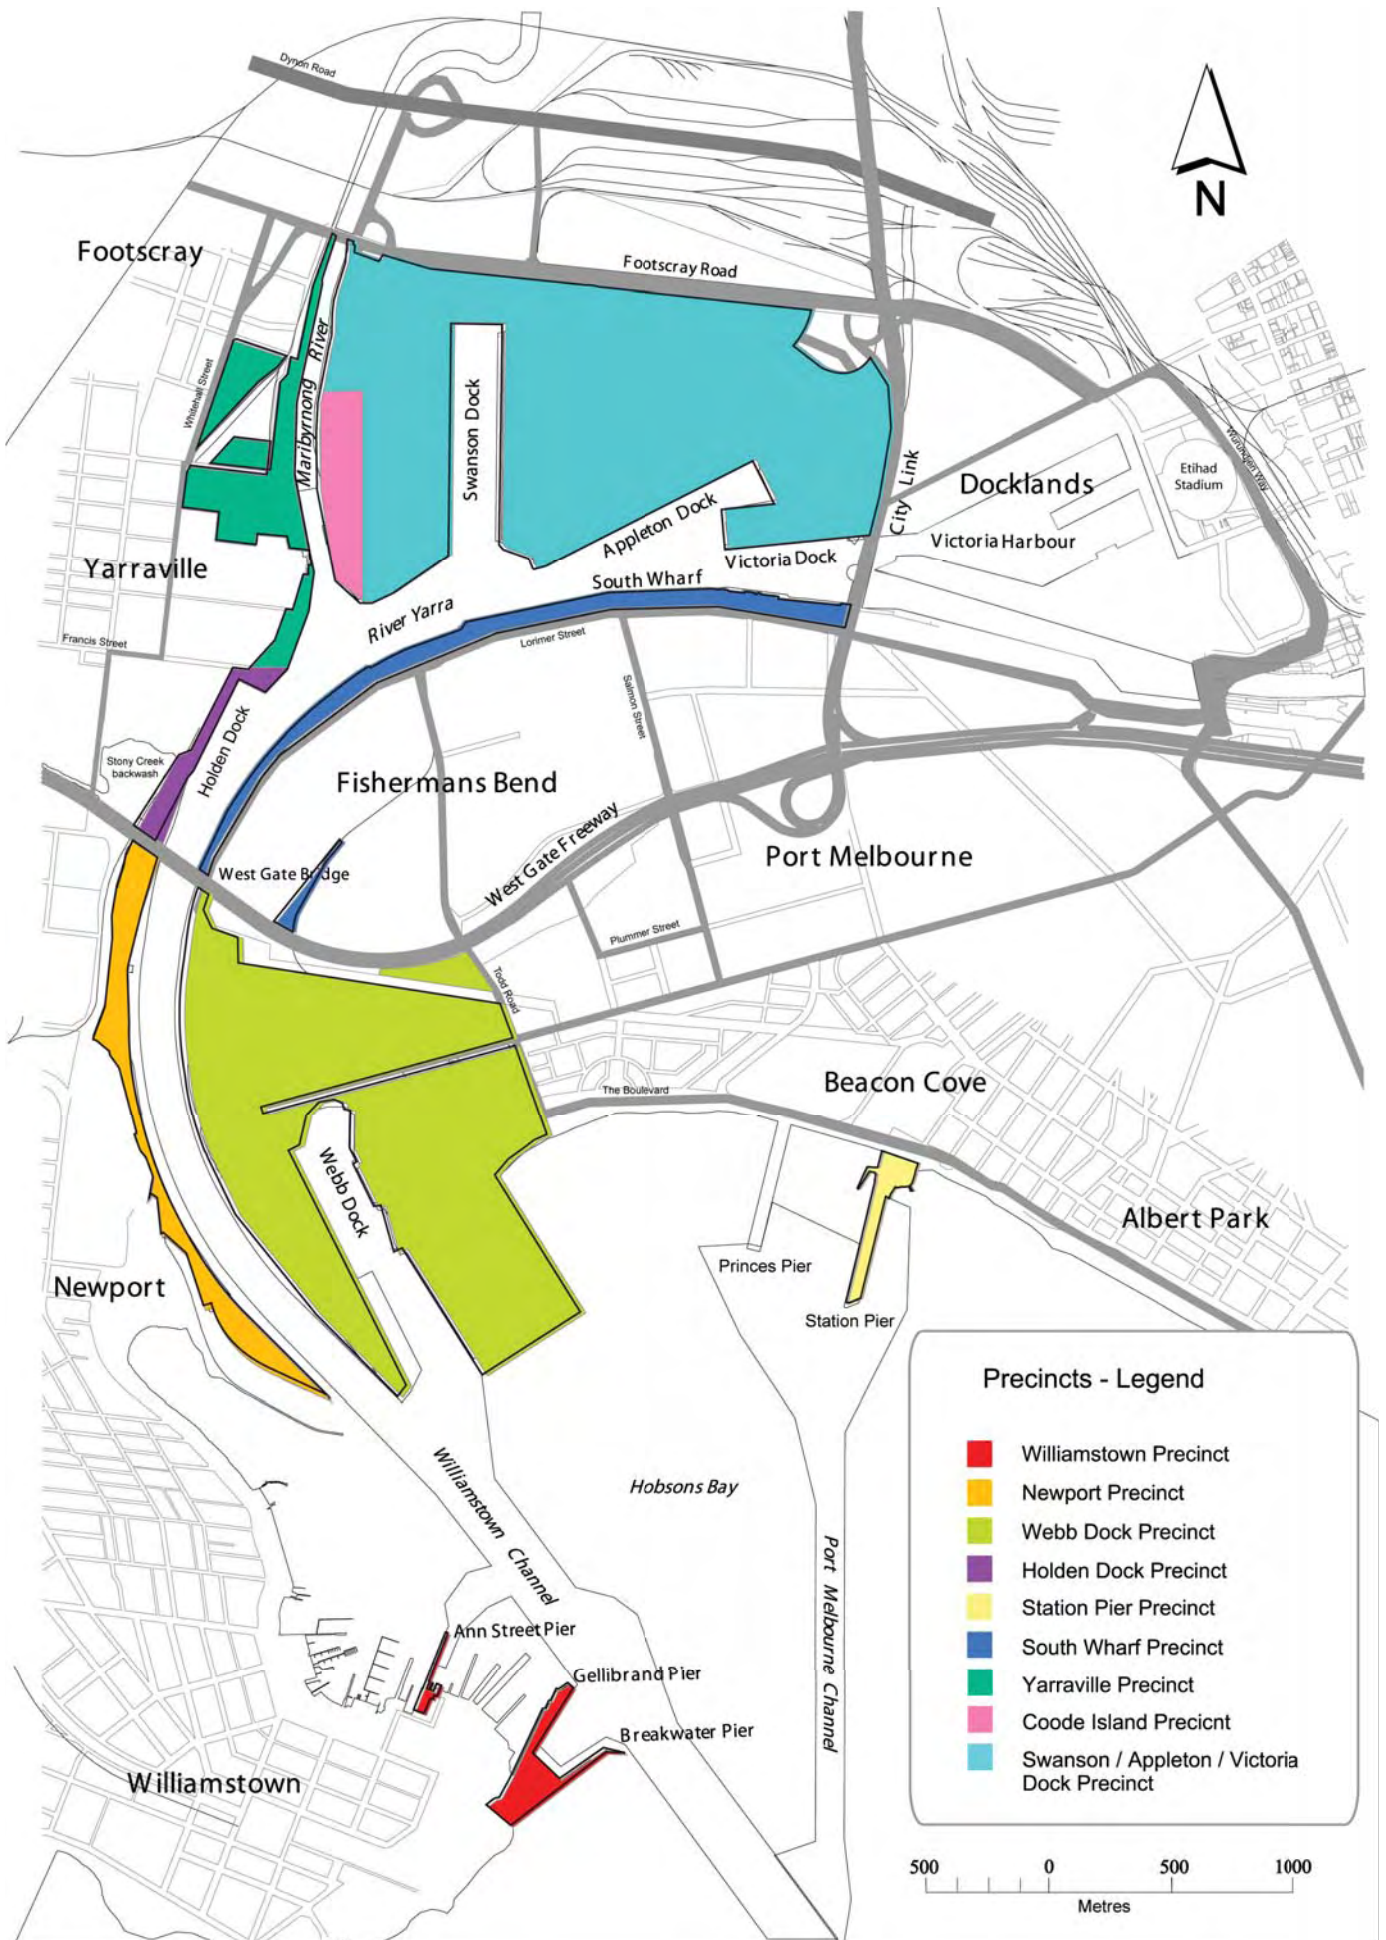 Dynon Road
N
Footscray
Footscray Road
Maribyrnong River
Whitehall Street
Swanson Dock
Wurundjeri Way
Etihad
Stadium
Docklands
City Link
Appleton Dock
Victoria Harbour
Victoria Dock
Yarraville
South Wharf
River Yarra
Lorimer Street
Francis Street
Salmon Street
Holden Dock
Stony Creek
backwash
Fishermans Bend
West Gate Freeway
Port Melbourne
West Gate Bridge
Plummer Street
Todd Road
Beacon Cove
The Boulevard
Webb Dock
Albert Park
Princes Pier
Newport
Station Pier
Precincts - Legend
Williamstown Precinct
Newport Precinct
Webb Dock Precinct
Holden Dock Precinct
Station Pier Precinct
South Wharf Precinct
Yarraville Precinct
Coode Island Precicnt
Swanson / Appleton / Victoria
Dock Precinct
Williamstown Channel
Hobsons Bay
Port Melbourne Channel
Ann Street Pier
Gellibrand Pier
Breakwater Pier
Williamstown
500 0 500 1000
Metres